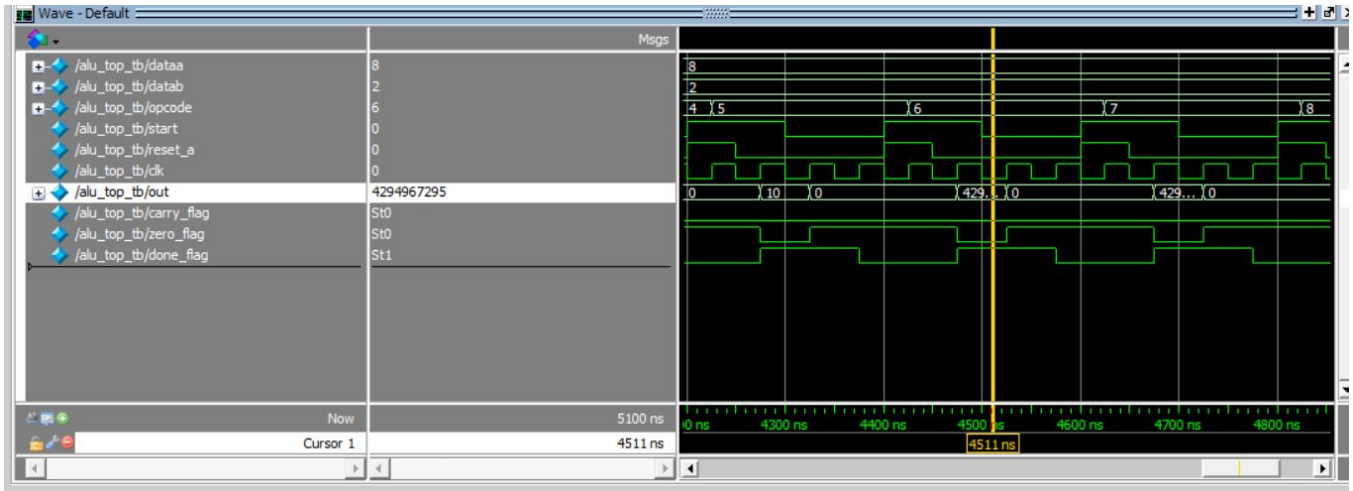 Wave - Default
Msgs
/alu_top_tb/dataa 8 8
/alu_top_tb/datab 2 2
/alu_top_tb/opcode 6 4 5 6 7 8
/alu_top_tb/start 0
/alu_top_tb/reset_a 0
/alu_top_tb/clk 0
/alu_top_tb/out 4294967295 0 10 0 429... 0 429... 0
/alu_top_tb/carry_flag St0
/alu_top_tb/zero_flag St0
/alu_top_tb/done_flag St1
Now 5100 ns 0 ns 4300 ns 4400 ns 4500 ns 4600 ns 4700 ns 4800 ns
Cursor 1 4511 ns 4511 ns